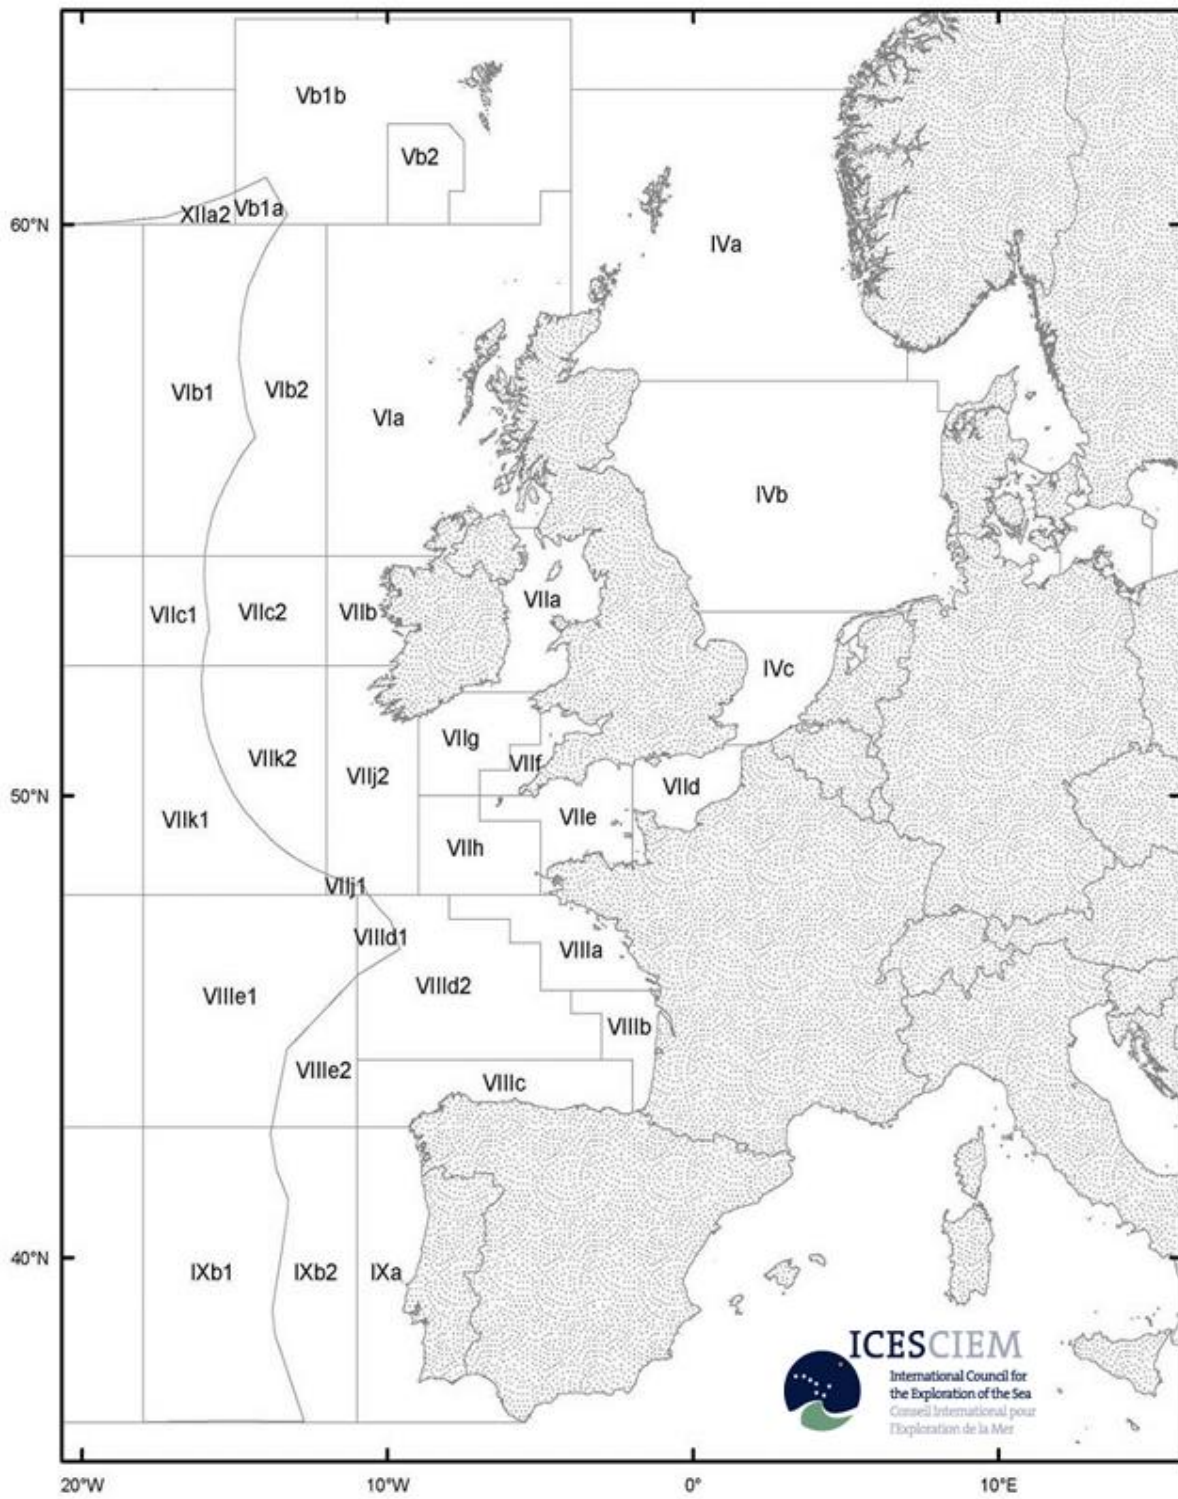 Vb1b
Vb2
XIIa2
Vb1a
60°N
IVa
VIb1
VIb2
VIa
IVb
VIIc1
VIIc2
VIIb
VIIa
IVc
VIIg
VIIk2
VIIf
VIIj2
VIId
50°N
VIIk1
VIIe
VIIh
VIIj1
VIIId1
VIIIa
VIIId2
VIIIe1
VIIIb
VIIIe2
VIIIc
40°N
IXb1
IXb2
IXa
ICESCIEM
International Council for
the Exploration of the Sea
Conseil International pour
l'Exploration de la Mer
20°W
10°W
0°
10°E